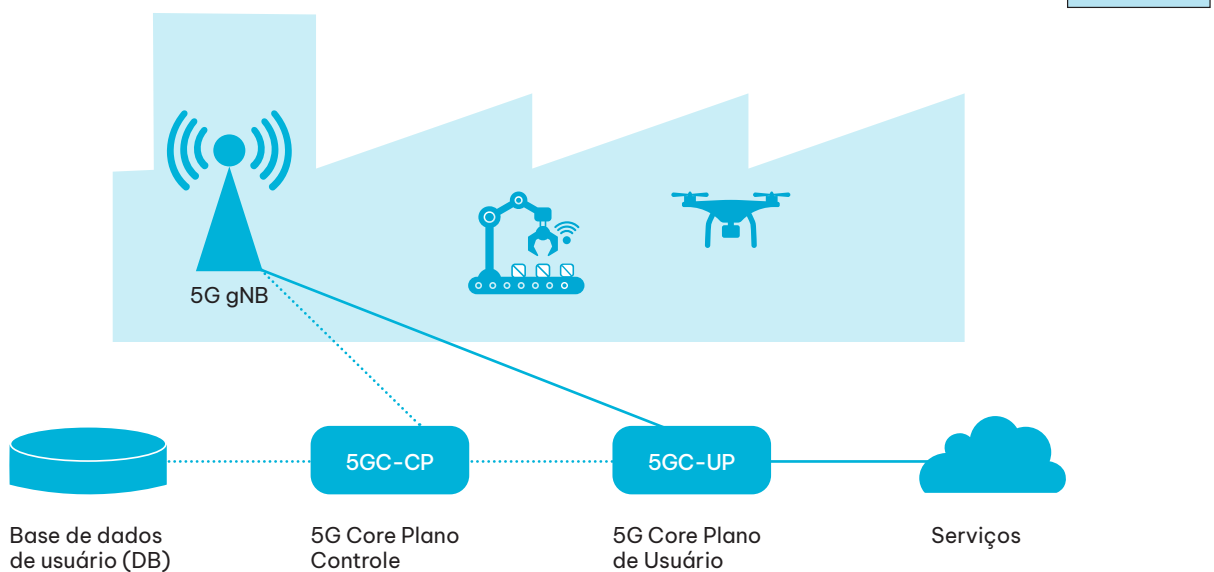 5G gNB
5GC-CP
5GC-UP
Base de dados
de usuário (DB)
5G Core Plano
Controle
5G Core Plano
de Usuário
Serviços